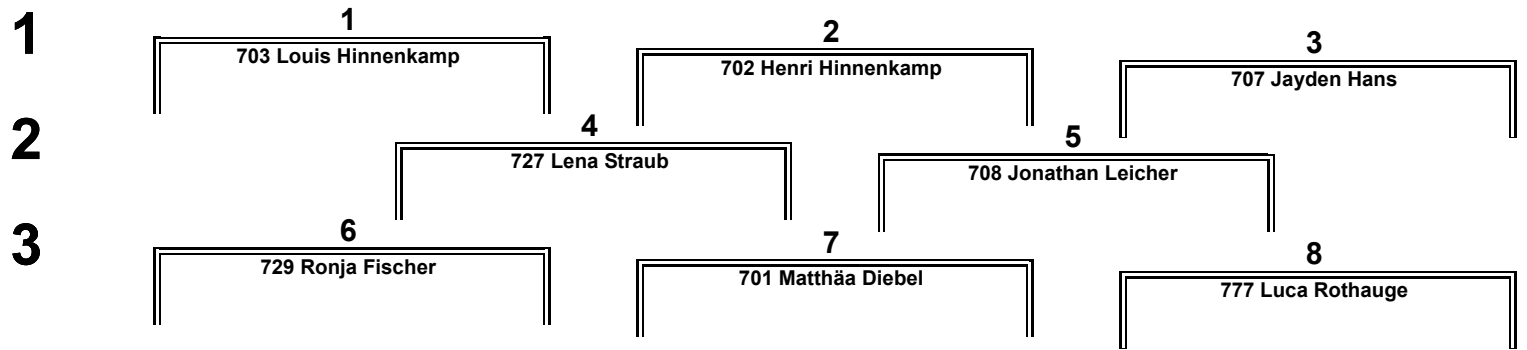 1
1
703 Louis Hinnenkamp
2
702 Henri Hinnenkamp
3
707 Jayden Hans
2
4
727 Lena Straub
5
708 Jonathan Leicher
3
6
729 Ronja Fischer
7
701 Matthäa Diebel
8
777 Luca Rothauge